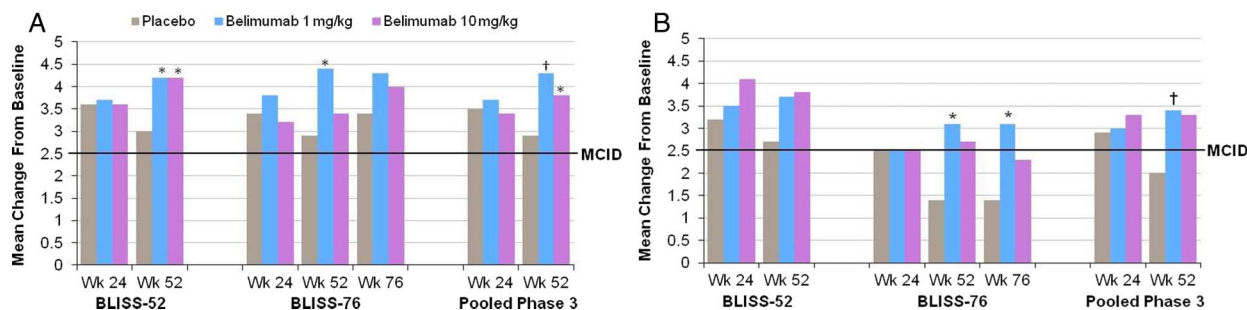 A
Placebo Belimumab 1 mg/kg Belimumab 10 mg/kg
Mean Change From Baseline
5
4.5
4
3.5
3
2.5
2
1.5
1
0.5
0
* * * † *
MCID
Wk 24 Wk 52 Wk 24 Wk 52 Wk 76 Wk 24 Wk 52
BLISS-52 BLISS-76 Pooled Phase 3
B
Mean Change From Baseline
5
4.5
4
3.5
3
2.5
2
1.5
1
0.5
0
* * †
MCID
Wk 24 Wk 52 Wk 24 Wk 52 Wk 76 Wk 24 Wk 52
BLISS-52 BLISS-76 Pooled Phase 3